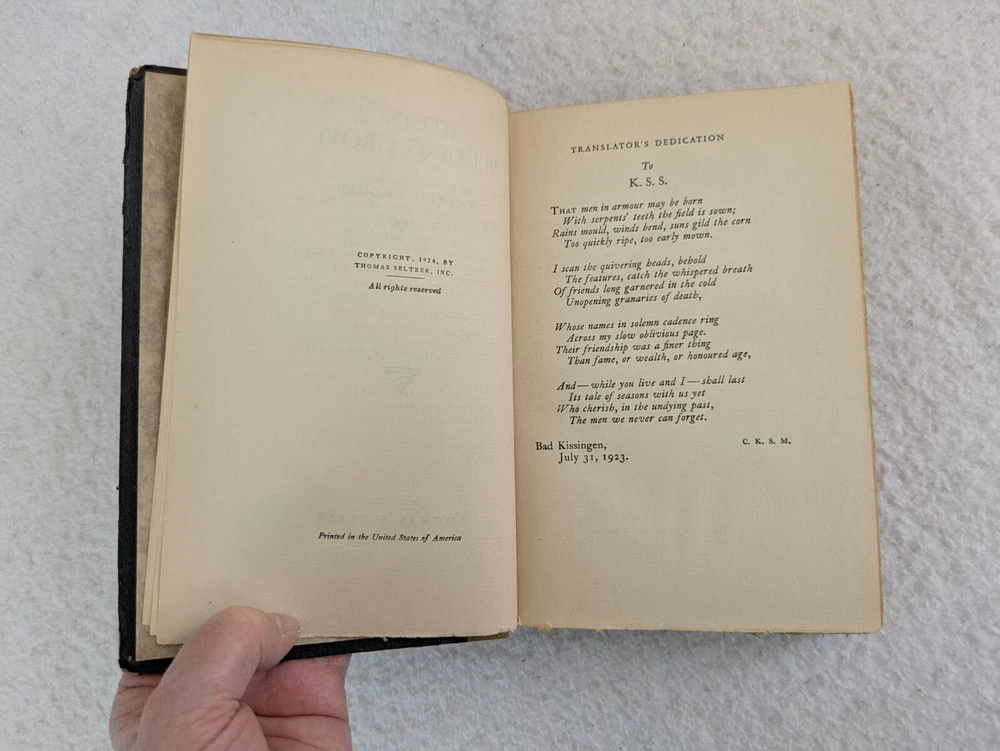 COPYRIGHT, 1924, BY
THOMAS SELTZER, INC.
All rights reserved
Printed in the United States of America
TRANSLATOR'S DEDICATION
To
K. S. S.
THAT men in armour may be born
With serpents' teeth the field is sown;
Rains mould, winds bend, suns gild the corn
Too quickly ripe, too early mown.
I scan the quivering heads, behold
The features, catch the whispered breath
Of friends long garnered in the cold
Unopening granaries of death,
Whose names in solemn cadence ring
Across my slow oblivious page.
Their friendship was a finer thing
Than fame, or wealth, or honoured age,
And—while you live and I—shall last
Its tale of seasons with us yet
Who cherish, in the undying past,
The men we never can forget.
Bad Kissingen, C. K. S. M.
July 31, 1923.